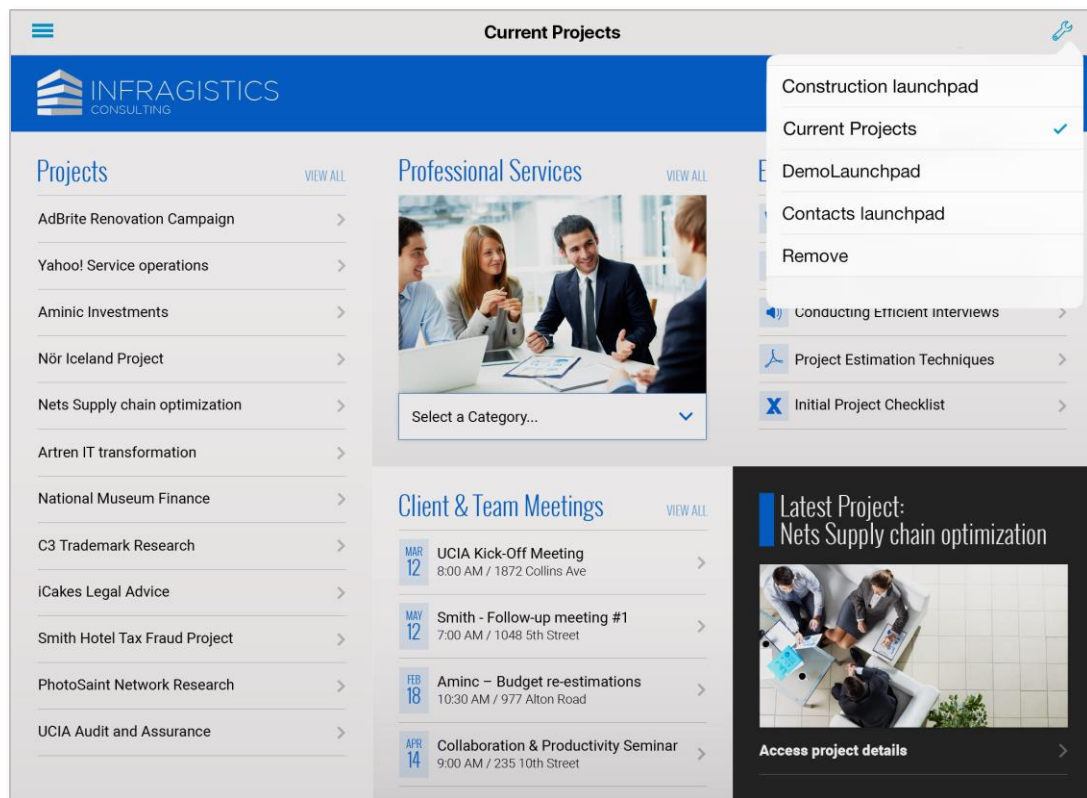 Current Projects
INFRAGISTICS
CONSULTING
Construction launchpad
Current Projects
DemoLaunchpad
Contacts launchpad
Remove
Projects
VIEW ALL
AdBrite Renovation Campaign
Yahoo! Service operations
Aminic Investments
Nör Iceland Project
Nets Supply chain optimization
Artren IT transformation
National Museum Finance
C3 Trademark Research
iCakes Legal Advice
Smith Hotel Tax Fraud Project
PhotoSaint Network Research
UCIA Audit and Assurance
Professional Services
VIEW ALL
Select a Category...
Conducting Efficient Interviews
Project Estimation Techniques
X Initial Project Checklist
Client & Team Meetings
VIEW ALL
MAR
12
UCIA Kick-Off Meeting
8:00 AM / 1872 Collins Ave
MAY
12
Smith - Follow-up meeting #1
7:00 AM / 1048 5th Street
FEB
18
Aminc – Budget re-estimations
10:30 AM / 977 Alton Road
APR
14
Collaboration & Productivity Seminar
9:00 AM / 235 10th Street
Latest Project:
Nets Supply chain optimization
Access project details